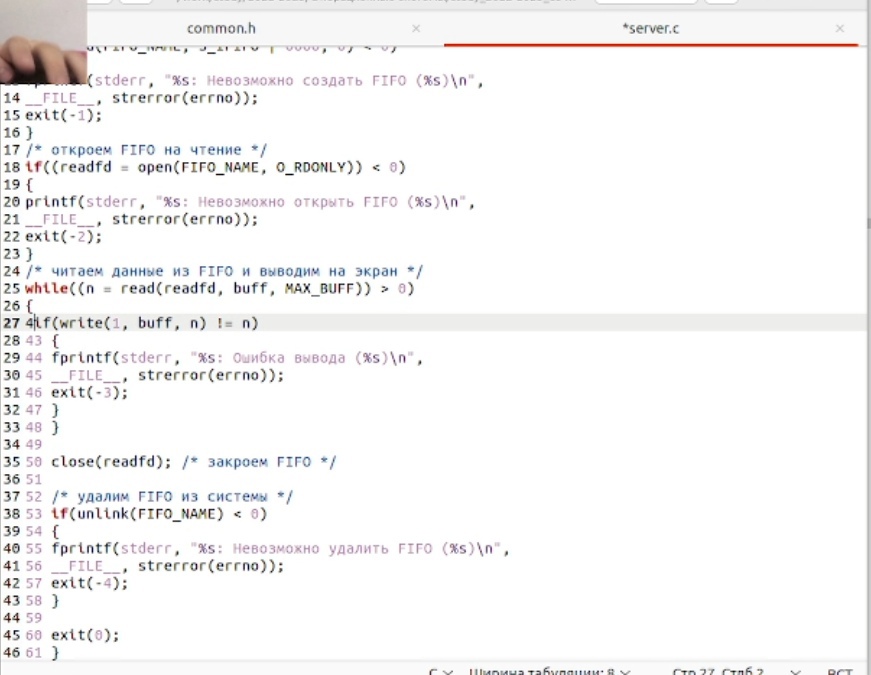 common.h × *server.c ×
(FIFO_NAME, S_IFIFO | 0666, 0) < 0)
(stderr, "%s: Невозможно создать FIFO (%s)\n",
14 __FILE__, strerror(errno));
15 exit(-1);
16 }
17 /* откроем FIFO на чтение */
18 if((readfd = open(FIFO_NAME, O_RDONLY)) < 0)
19 {
20 printf(stderr, "%s: Невозможно открыть FIFO (%s)\n",
21 __FILE__, strerror(errno));
22 exit(-2);
23 }
24 /* читаем данные из FIFO и выводим на экран */
25 while((n = read(readfd, buff, MAX_BUFF)) > 0)
26 {
27 4if(write(1, buff, n) != n)
28 43 {
29 44 fprintf(stderr, "%s: Ошибка вывода (%s)\n",
30 45 __FILE__, strerror(errno));
31 46 exit(-3);
32 47 }
33 48 }
34 49
35 50 close(readfd); /* закроем FIFO */
36 51
37 52 /* удалим FIFO из системы */
38 53 if(unlink(FIFO_NAME) < 0)
39 54 {
40 55 fprintf(stderr, "%s: Невозможно удалить FIFO (%s)\n",
41 56 __FILE__, strerror(errno));
42 57 exit(-4);
43 58 }
44 59
45 60 exit(0);
46 61 }
C Ширина табуляции: 8 Стр 27, Стлб 2 ВСТ